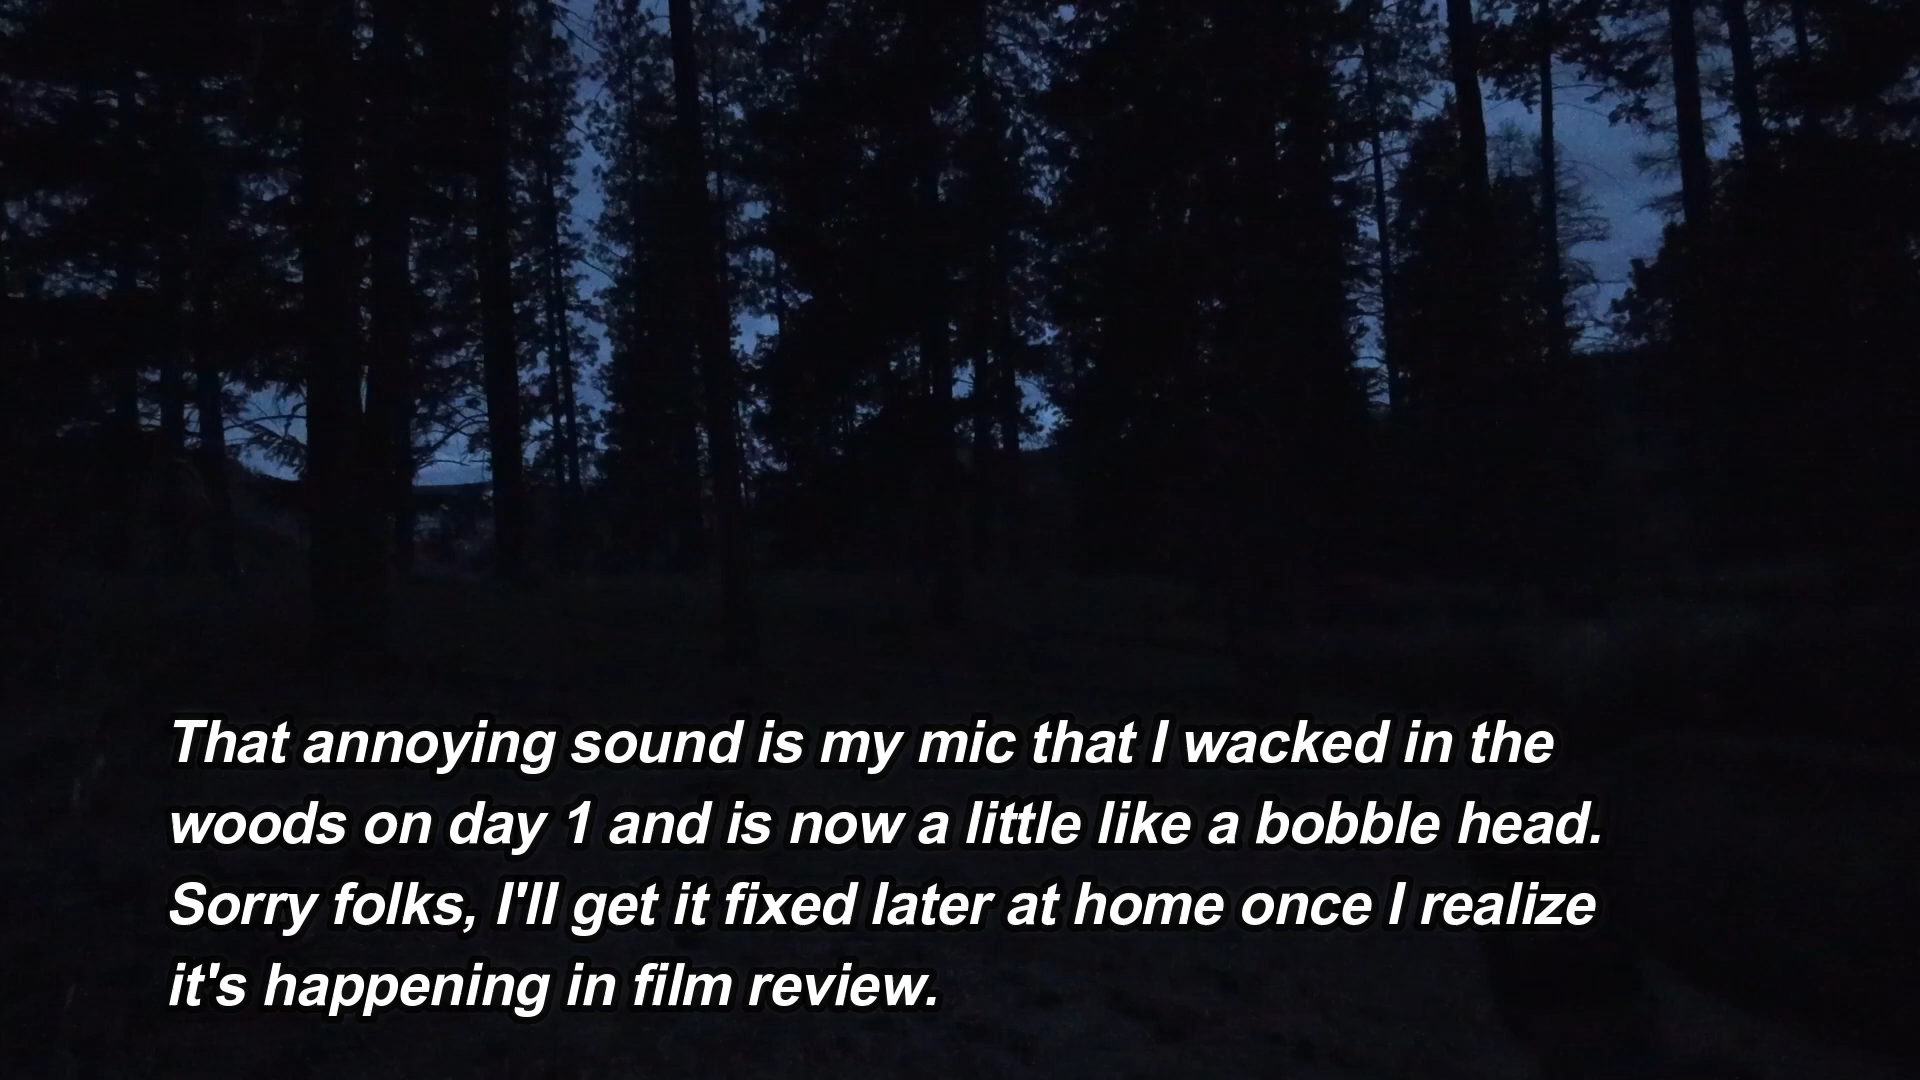 That annoying sound is my mic that I wacked in the
woods on day 1 and is now a little like a bobble head.
Sorry folks, I'll get it fixed later at home once I realize
it's happening in film review.